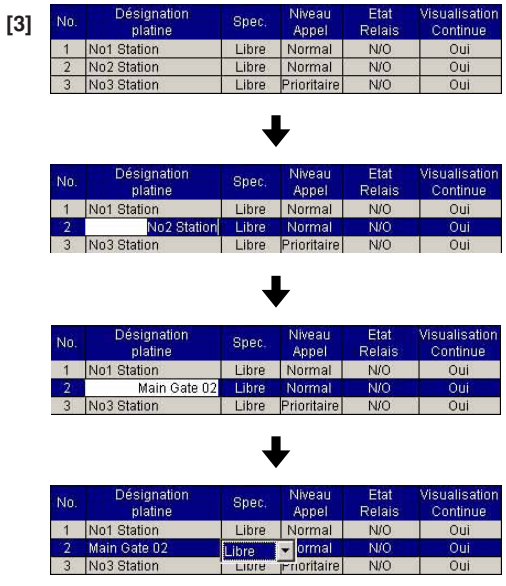 [3]
No. Désignation platine Spec. Niveau Appel Etat Relais Visualisation Continue
1 No1 Station Libre Normal N/O Oui
2 No2 Station Libre Normal N/O Oui
3 No3 Station Libre Prioritaire N/O Oui
No. Désignation platine Spec. Niveau Appel Etat Relais Visualisation Continue
1 No1 Station Libre Normal N/O Oui
2 No2 Station Libre Normal N/O Oui
3 No3 Station Libre Prioritaire N/O Oui
No. Désignation platine Spec. Niveau Appel Etat Relais Visualisation Continue
1 No1 Station Libre Normal N/O Oui
2 Main Gate 02 Libre Normal N/O Oui
3 No3 Station Libre Prioritaire N/O Oui
No. Désignation platine Spec. Niveau Appel Etat Relais Visualisation Continue
1 No1 Station Libre Normal N/O Oui
2 Main Gate 02 Libre ormal N/O Oui
3 No3 Station Libre Prioritaire N/O Oui